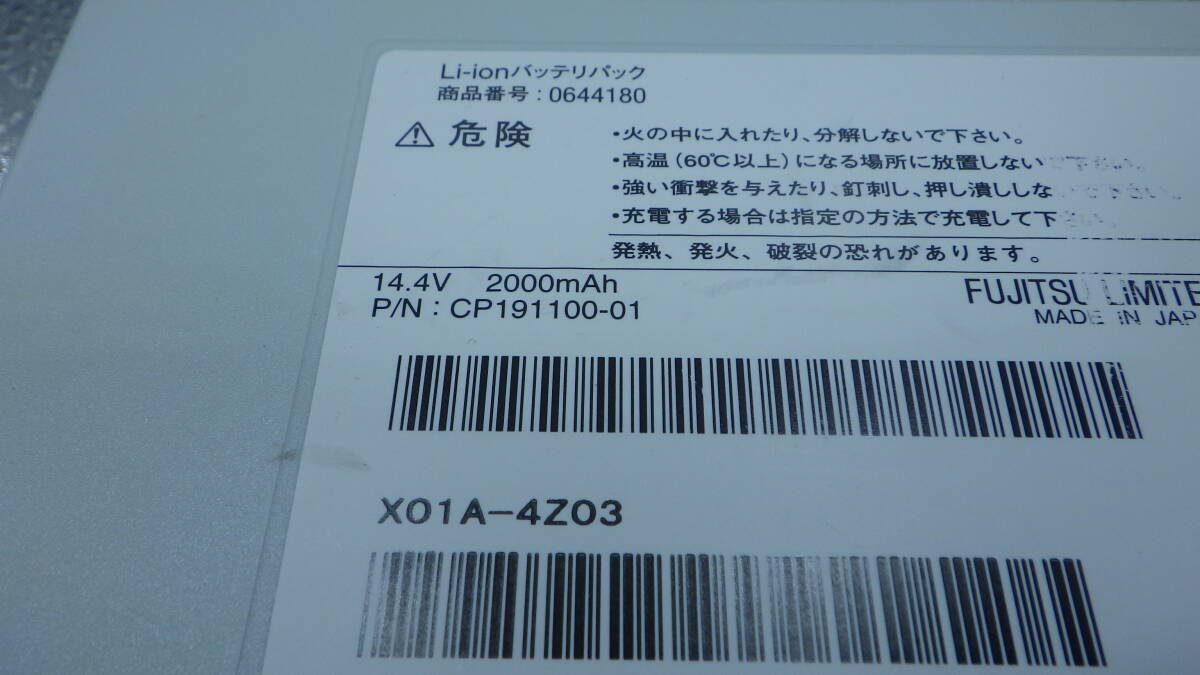 Li-ionバッテリパック
商品番号：0644180
⚠ 危険
・火の中に入れたり、分解しないで下さい。
・高温（60℃以上）になる場所に放置しない
・強い衝撃を与えたり、釘刺し、押し潰ししな
・充電する場合は指定の方法で充電して下
発熱、発火、破裂の恐れがあります。
14.4V 2000mAh
P/N：CP191100-01
FUJITSU LIMITE
MADE IN JAP
X01A-4Z03